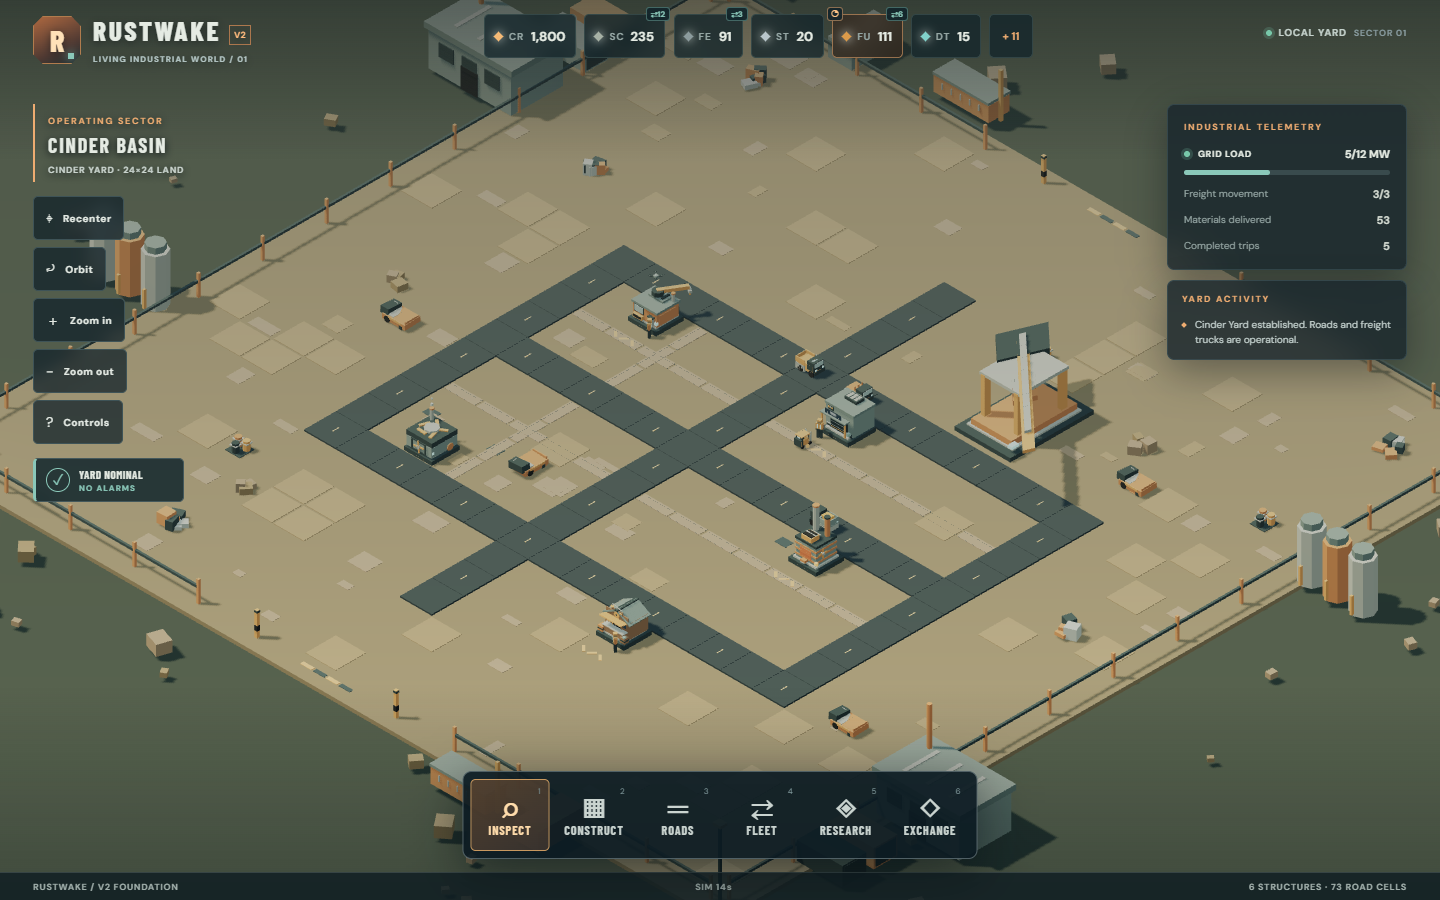 R
RUSTWAKE V2
LIVING INDUSTRIAL WORLD / 01
CR 1,800
SC 235
⇄12
FE 91
⇄3
ST 20
FU 111
⇄6
DT 15
+11
LOCAL YARD SECTOR 01
OPERATING SECTOR
CINDER BASIN
CINDER YARD · 24×24 LAND
Recenter
Orbit
+ Zoom in
− Zoom out
? Controls
YARD NOMINAL
NO ALARMS
INDUSTRIAL TELEMETRY
GRID LOAD 5/12 MW
Freight movement 3/3
Materials delivered 53
Completed trips 5
YARD ACTIVITY
Cinder Yard established. Roads and freight
trucks are operational.
1
INSPECT
2
CONSTRUCT
3
ROADS
4
FLEET
5
RESEARCH
6
EXCHANGE
RUSTWAKE / V2 FOUNDATION
SIM 14s
6 STRUCTURES · 73 ROAD CELLS